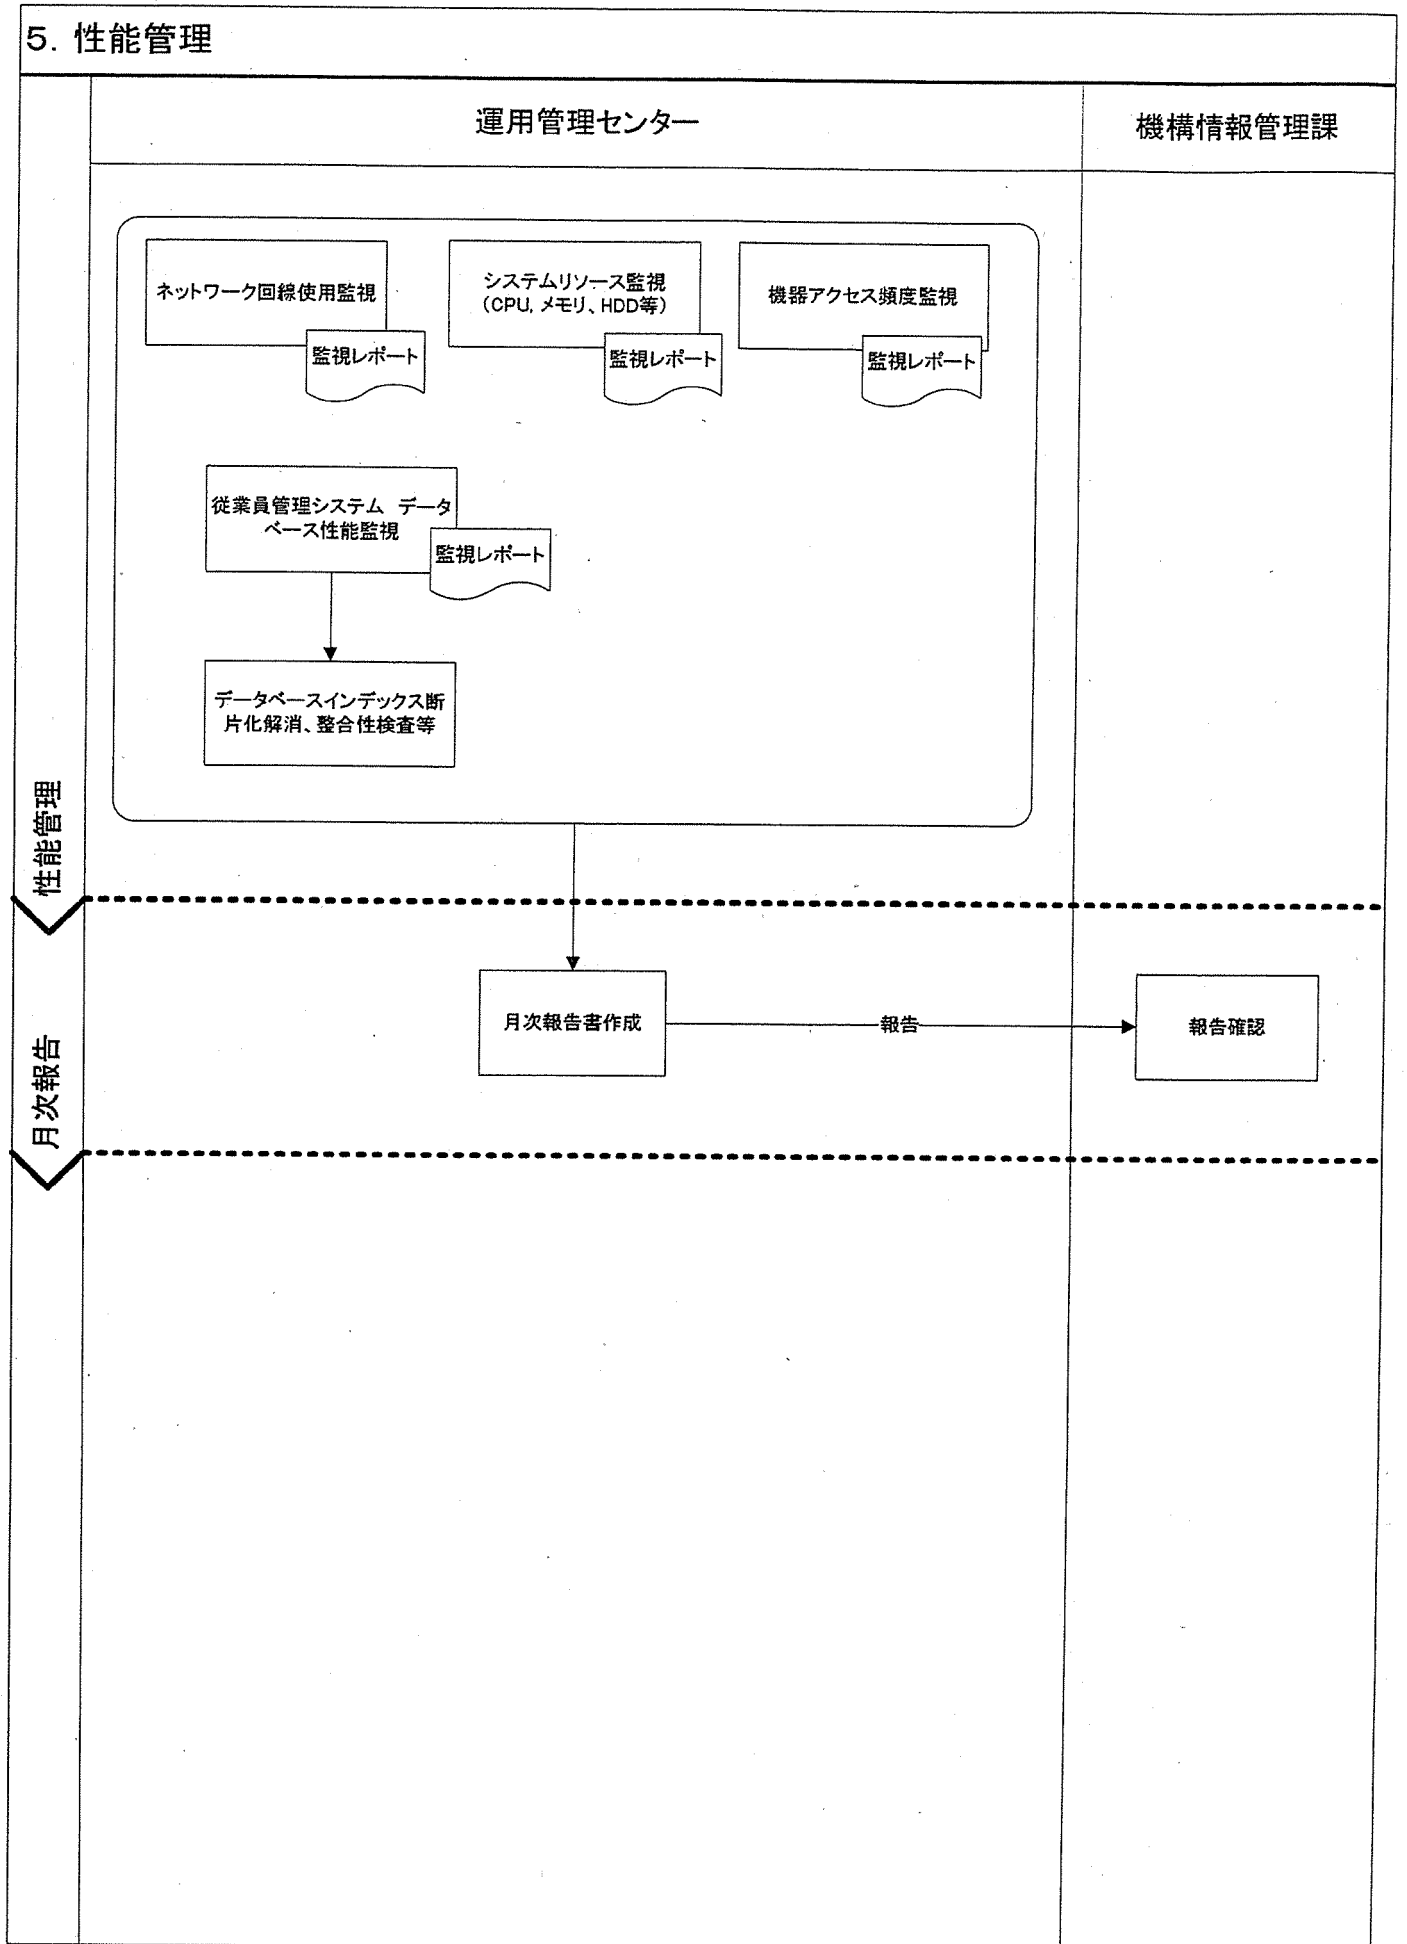 5. 性能管理
運用管理センター
機構情報管理課
ネットワーク回線使用監視
監視レポート
システムリソース監視
(CPU, メモリ、HDD等)
監視レポート
機器アクセス頻度監視
監視レポート
従業員管理システム　データ
ベース性能監視
監視レポート
データベースインデックス断
片化解消、整合性検査等
性能管理
月次報告書作成
報告
報告確認
月次報告